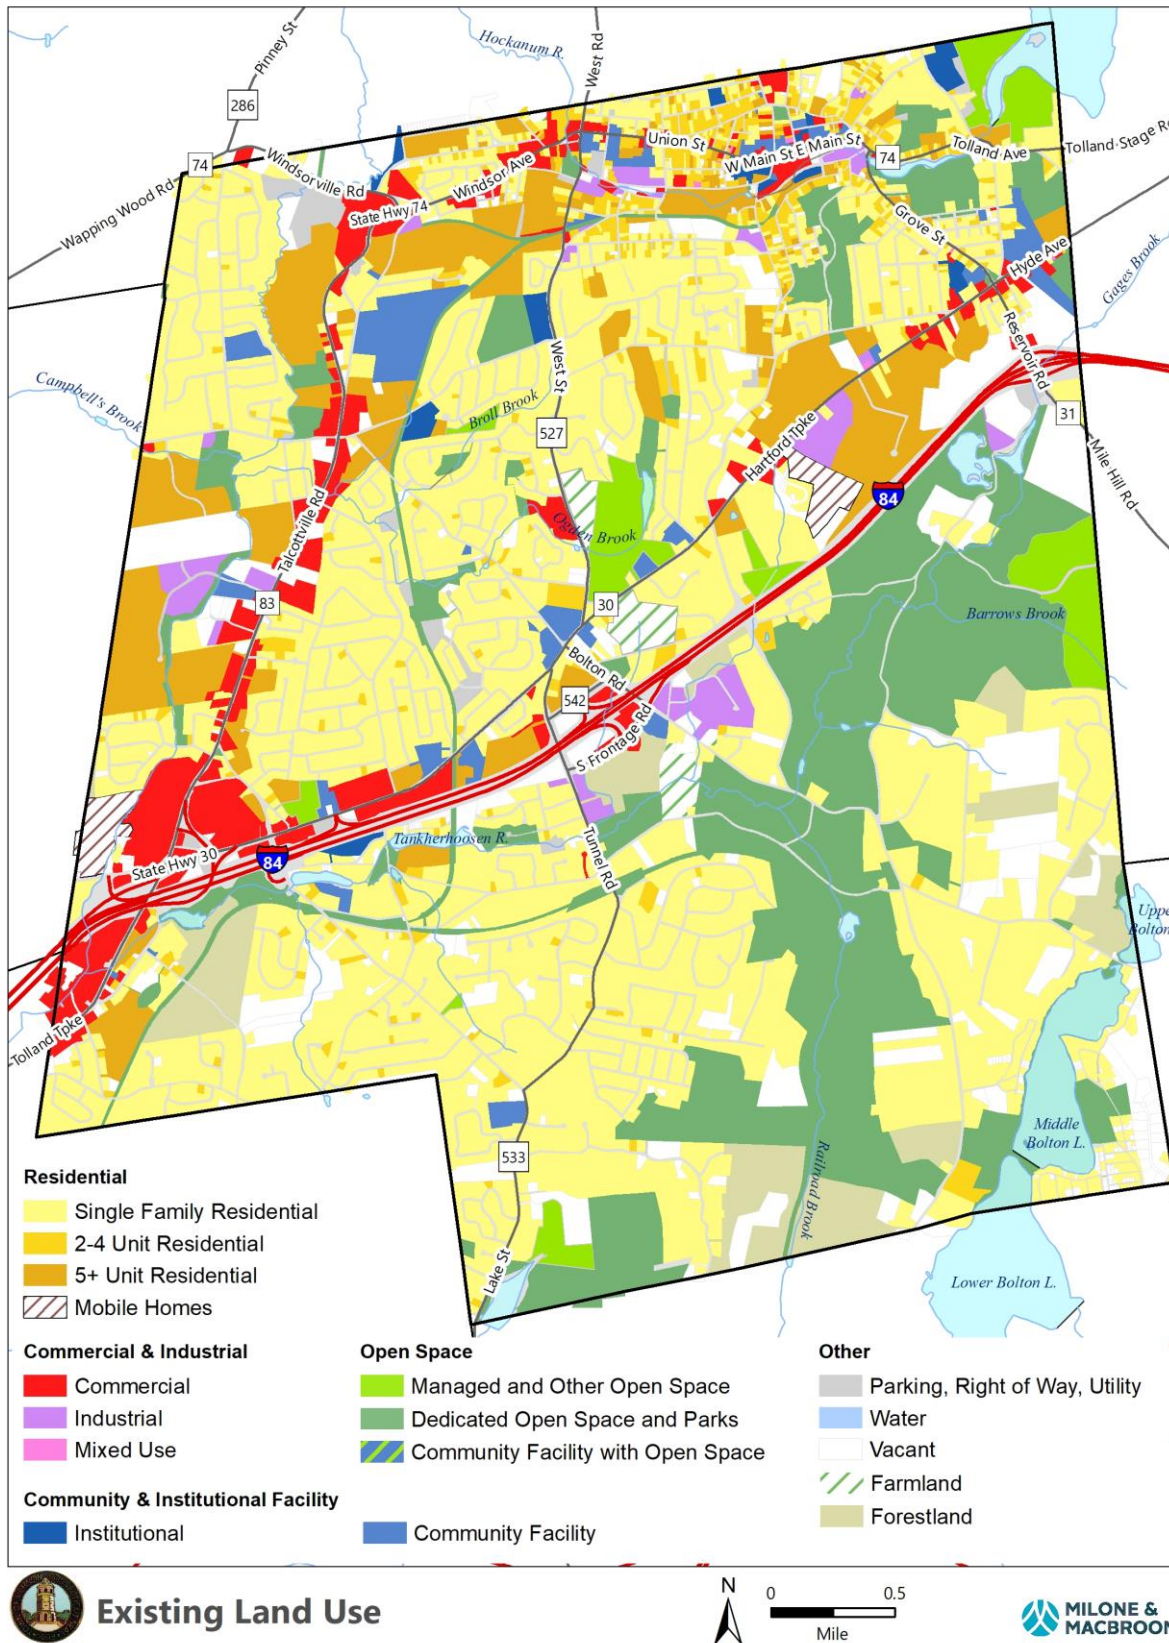 Pinney St
Hockanum R.
West Rd
286
74
Windsorville Rd
Wapping Wood Rd
State Hwy 74
Windsor Ave
Union St
W Main St
E Main St
74
Tolland Ave
Tolland-Stage Rd
Grove St
Hyde Ave
Gages Brook
Reservoir Rd
31
Mile Hill Rd
Campbell's Brook
Broll Brook
West St
527
Hartford Tpke
84
Ogden Brook
Talcottville Rd
83
30
Barrows Brook
Bolton Rd
542
S Frontage Rd
Tankherhoosen R.
State Hwy 30
84
Tunnel Rd
Tolland Tpke
Uppe
Bolton
Middle
Bolton L.
533
Railroad Brook
Lake St
Lower Bolton L.
Residential
Single Family Residential
2-4 Unit Residential
5+ Unit Residential
Mobile Homes
Commercial & Industrial
Commercial
Industrial
Mixed Use
Open Space
Managed and Other Open Space
Dedicated Open Space and Parks
Community Facility with Open Space
Other
Parking, Right of Way, Utility
Water
Vacant
Farmland
Forestland
Community & Institutional Facility
Institutional
Community Facility
Existing Land Use
N
0 0.5
Mile
MILONE &
MACBROOM